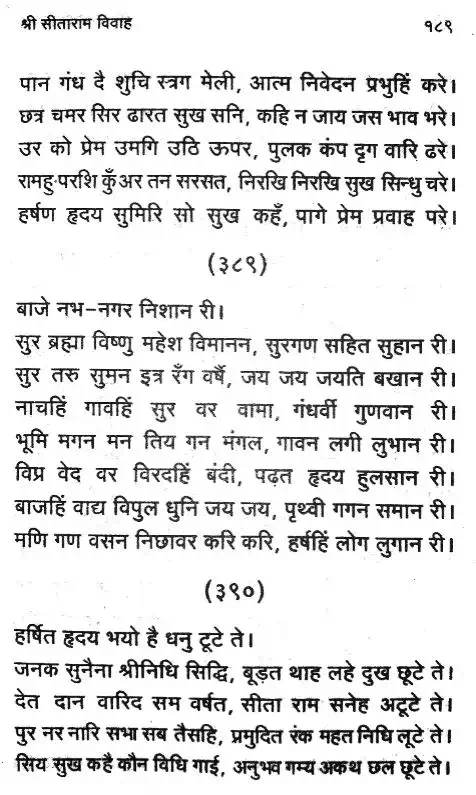 श्री सीताराम विवाह
१८९
पान गंध दै शुचि स्त्रग मेली, आत्म निवेदन प्रभुहिं करे।
छत्र चमर सिर ढारत सुख सनि, कहि न जाय जस भाव भरे।
उर को प्रेम उमगि उठि ऊपर, पुलक कंप दृग वारि ढरे।
रामहु परशि कुँअर तन सरसत, निरखि निरखि सुख सिन्धु चरे।
हर्षण हृदय सुमिरि सो सुख कहँ, पागे प्रेम प्रवाह परे।
(३८९)
बाजे नभ-नगर निशान री।
सुर ब्रह्मा विष्णु महेश विमानन, सुरगण सहित सुहान री।
सुर तरु सुमन इत्र रँग वर्षै, जय जय जयति बखान री।
नाचहिं गावहिं सुर वर वामा, गंधर्वी गुणवान री।
भूमि मगन मन तिय गन मंगल, गावन लगी लुभान री।
विप्र वेद वर विरदहिं बंदी, पढ़त हृदय हुलसान री।
बाजहिं वाद्य विपुल धुनि जय जय, पृथ्वी गगन समान री।
मणि गण वसन निछावर करि करि, हर्षहिं लोग लुगान री।
(३९०)
हर्षित हृदय भयो है धनु टूटे ते।
जनक सुनैना श्रीनिधि सिद्धि, बूड़त थाह लहे दुख छूटे ते।
देत दान वारिद सम वर्षत, सीता राम सनेह अटूटे ते।
पुर नर नारि सभा सब तैसहि, प्रमुदित रंक महत निधि लूटे ते।
सिय सुख कहै कौन विधि गाई, अनुभव गम्य अकथ छल छूटे ते।